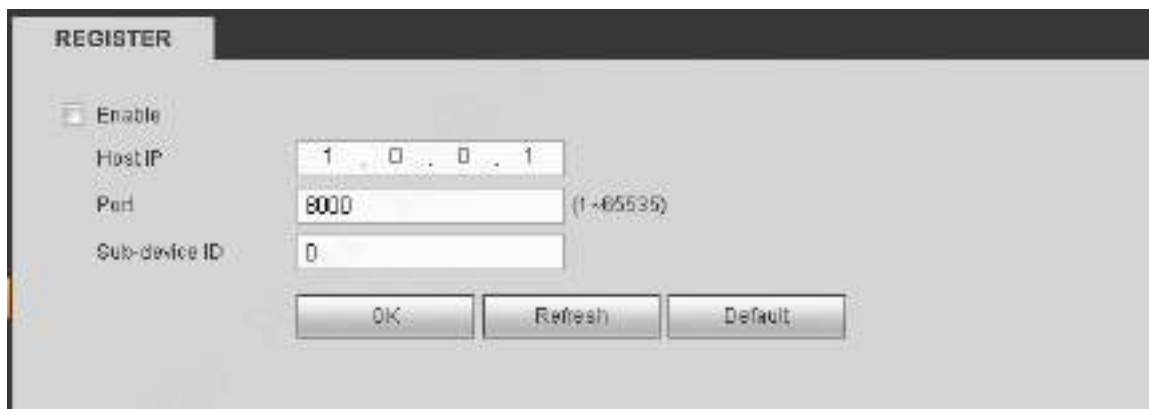 REGISTER
Enable
Host IP 1 . 0 . 0 . 1
Port 8000 (1~65535)
Sub-device ID 0
OK Refresh Default